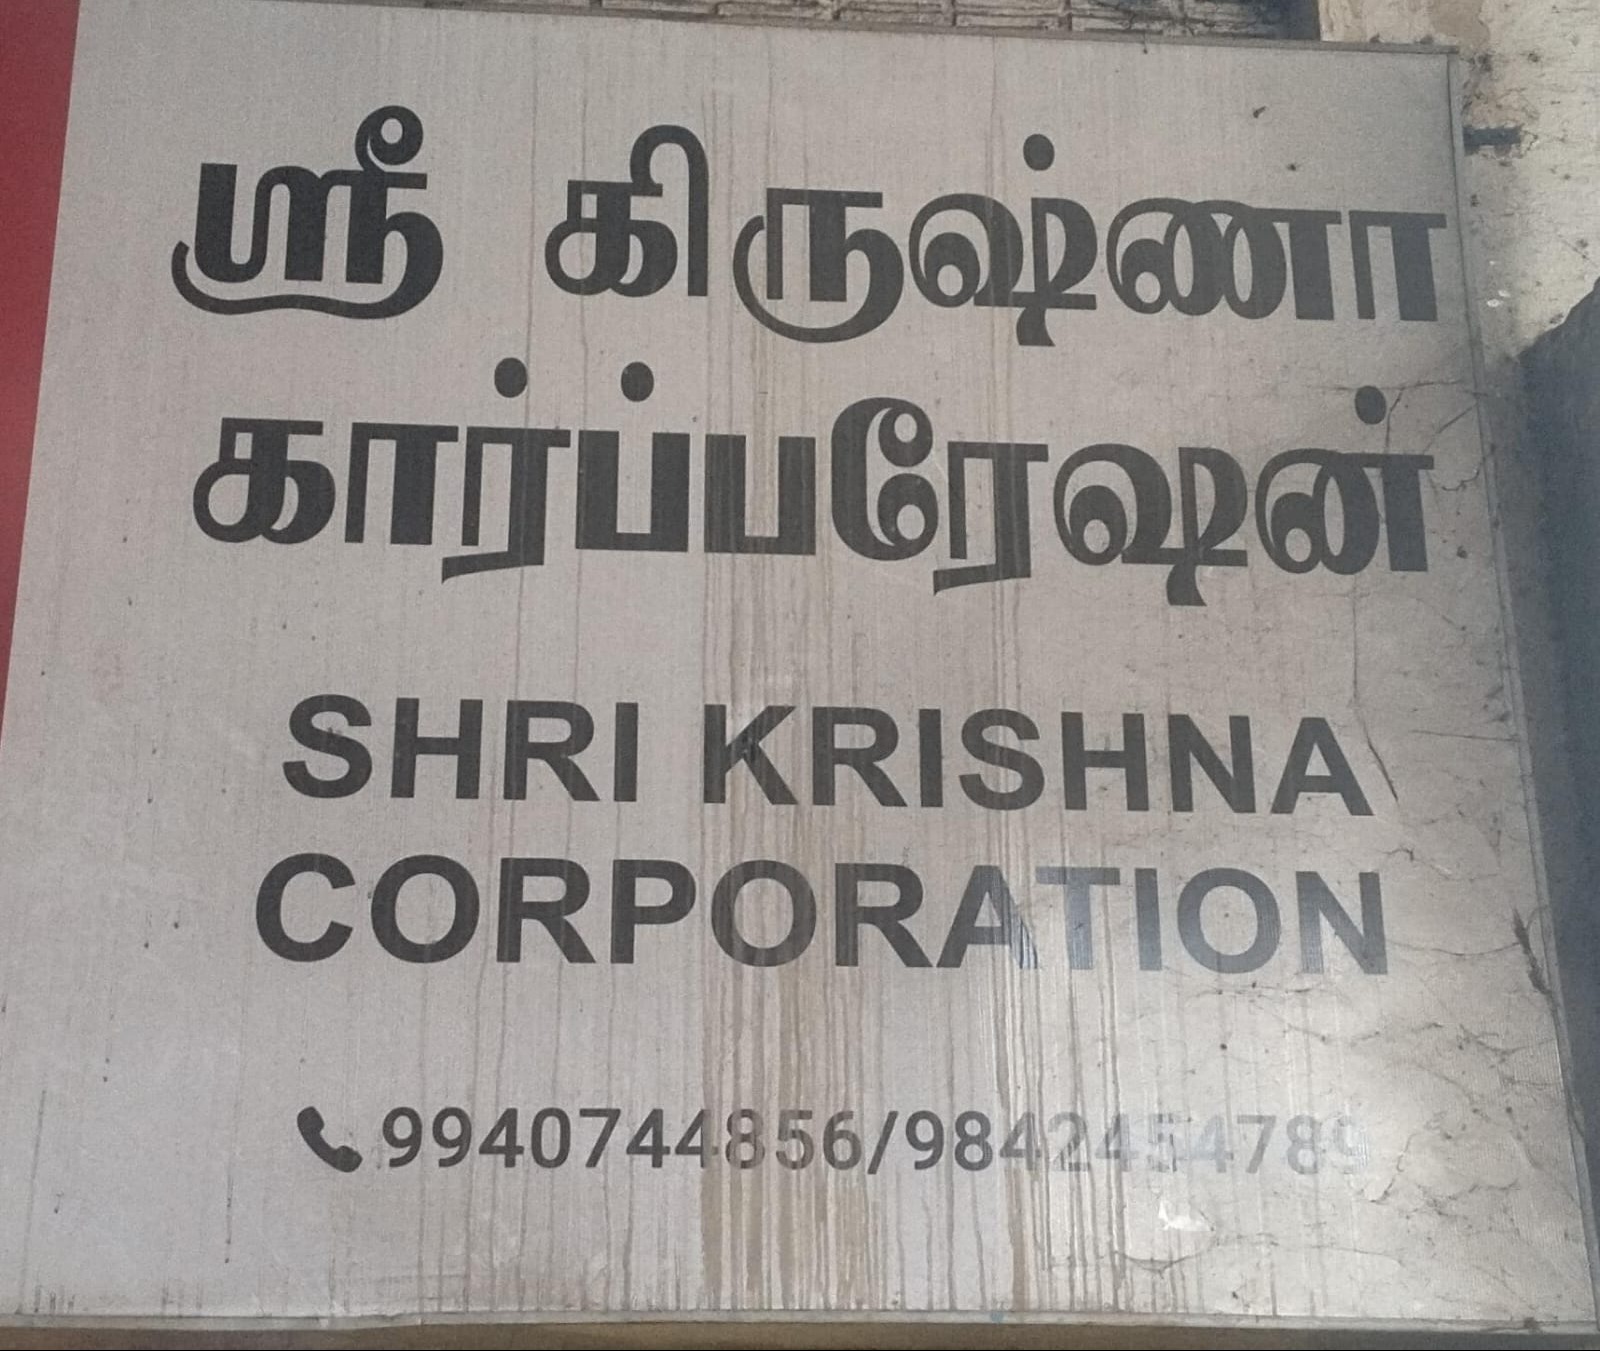 ஸ்ரீ கிருஷ்ணா
கார்ப்பரேஷன்
SHRI KRISHNA
CORPORATION
9940744856/9842454789